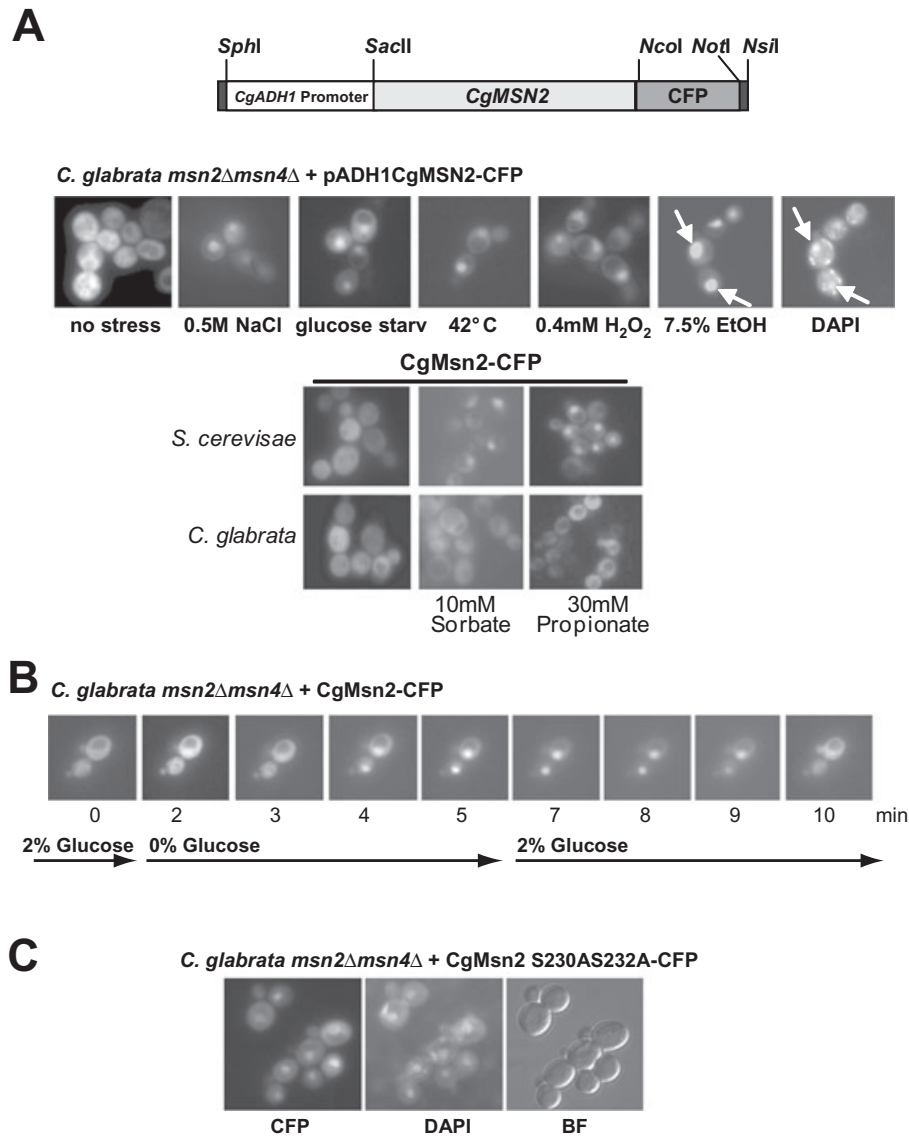 A
SphI SacII NcoI NotI NsiI
CgADH1 Promoter CgMSN2 CFP
C. glabrata msn2Δmsn4Δ + pADH1CgMSN2-CFP
no stress 0.5M NaCl glucose starv 42°C 0.4mM H2O2 7.5% EtOH DAPI
CgMsn2-CFP
S. cerevisae
C. glabrata
10mM Sorbate 30mM Propionate
B
C. glabrata msn2Δmsn4Δ + CgMsn2-CFP
0 2 3 4 5 7 8 9 10 min
2% Glucose 0% Glucose 2% Glucose
C
C. glabrata msn2Δmsn4Δ + CgMsn2 S230AS232A-CFP
CFP DAPI BF